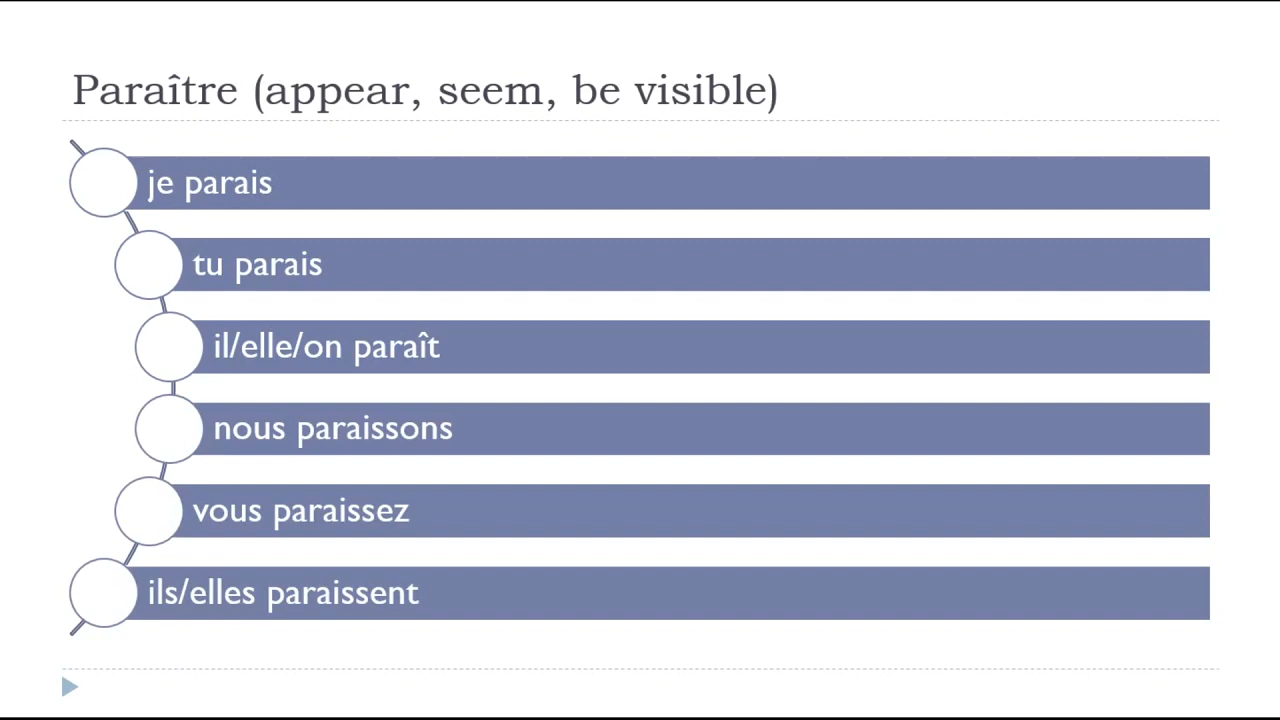 Paraître (appear, seem, be visible)
je parais
tu parais
il/elle/on paraît
nous paraissons
vous paraissez
ils/elles paraissent